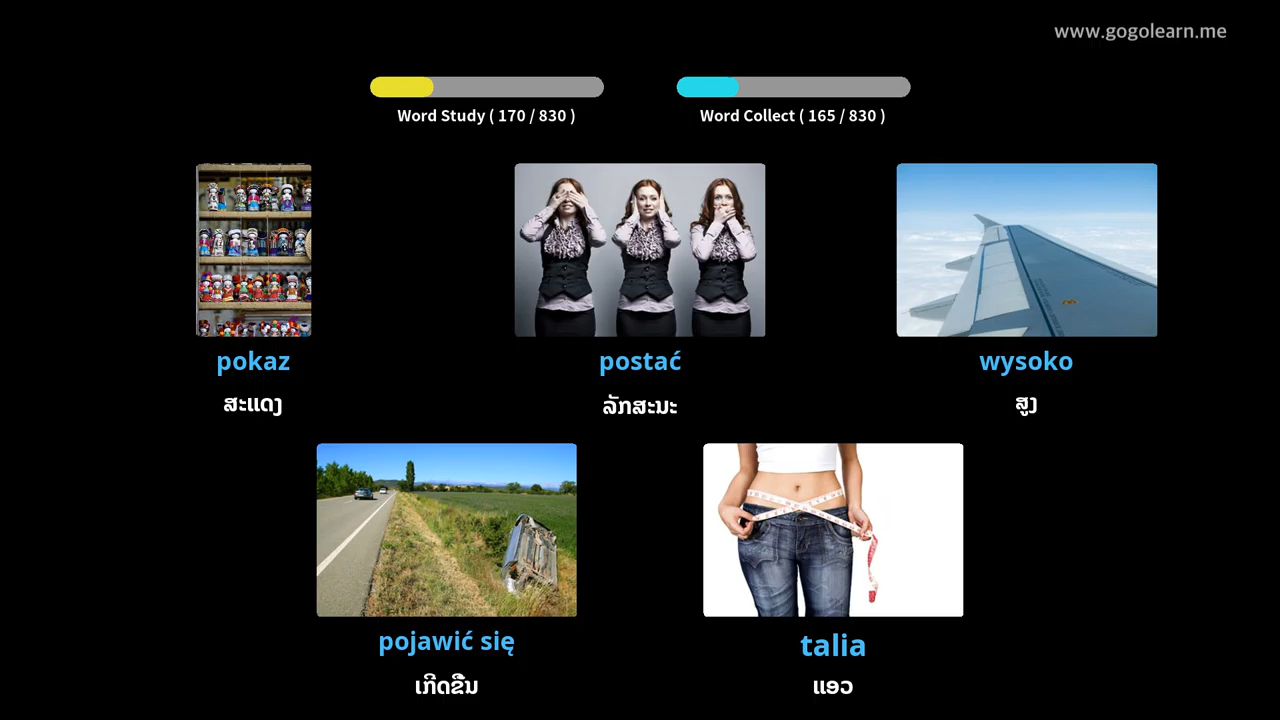 www.gogolearn.me
Word Study ( 170 / 830 )
Word Collect ( 165 / 830 )
pokaz
postać
wysoko
ສະແດງ
ລັກສະນະ
ສູງ
pojawić się
talia
ເກີດຂຶ້ນ
ແອວ